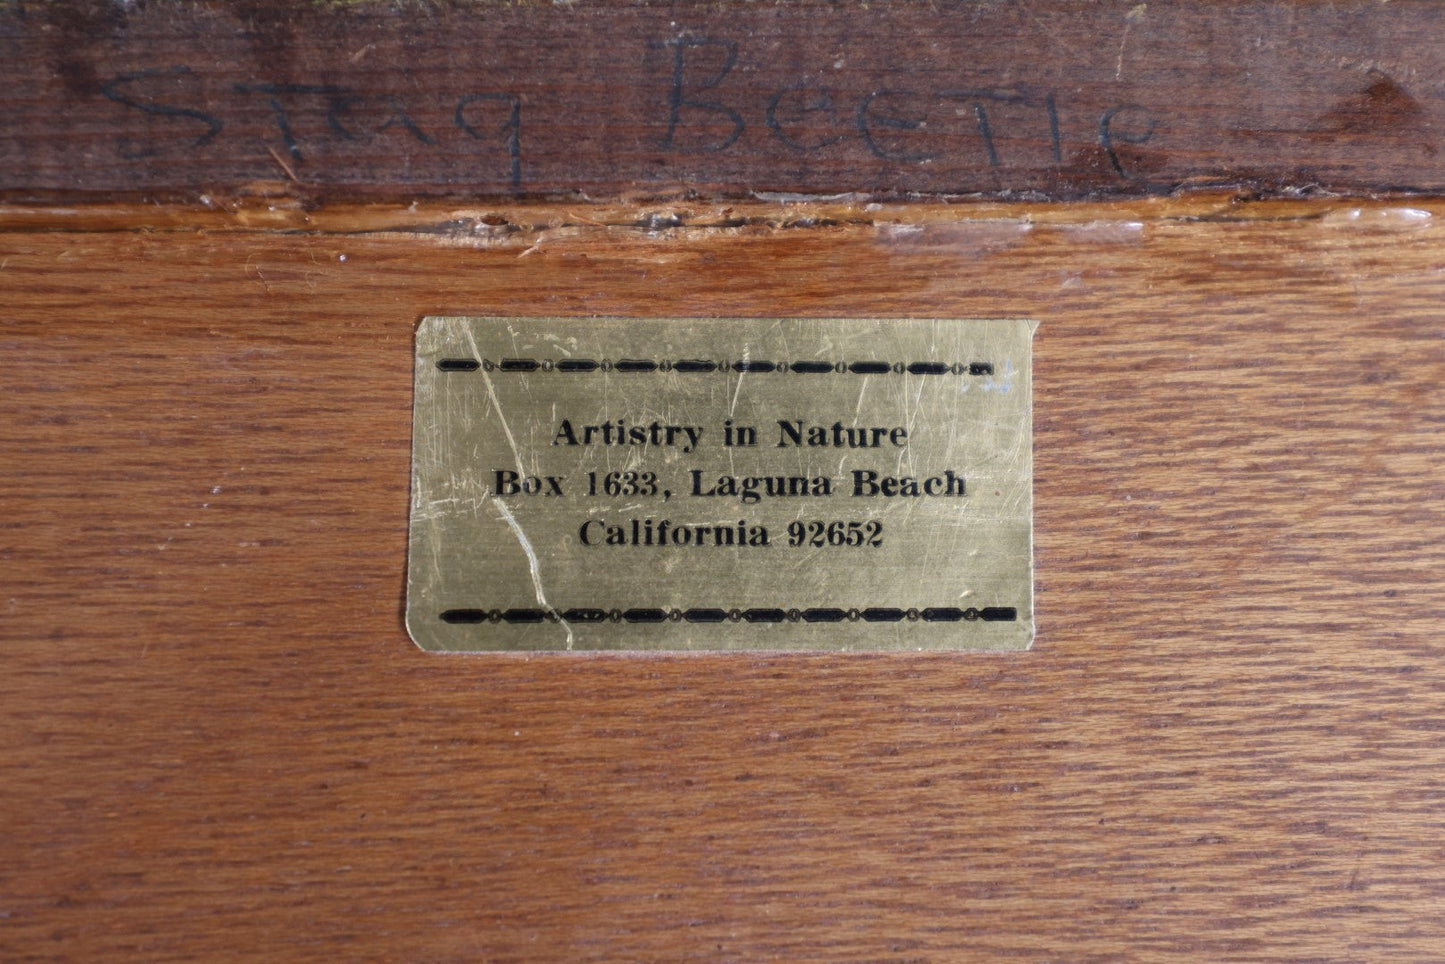 Stag Beetle
Artistry in Nature
Box 1633, Laguna Beach
California 92652